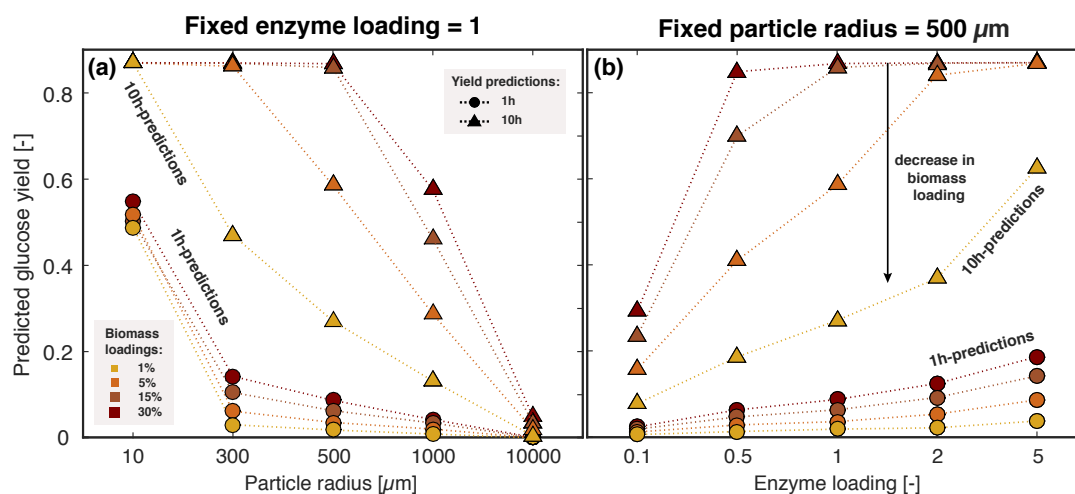 Fixed enzyme loading = 1
Fixed particle radius = 500 µm
(a)
Yield predictions:
1h
10h
10h-predictions
1h-predictions
Biomass
loadings:
1%
5%
15%
30%
Predicted glucose yield [-]
0.8
0.6
0.4
0.2
0
10
300
500
1000
10000
Particle radius [µm]
(b)
decrease in
biomass
loading
10h-predictions
1h-predictions
0.1
0.5
1
2
5
Enzyme loading [-]